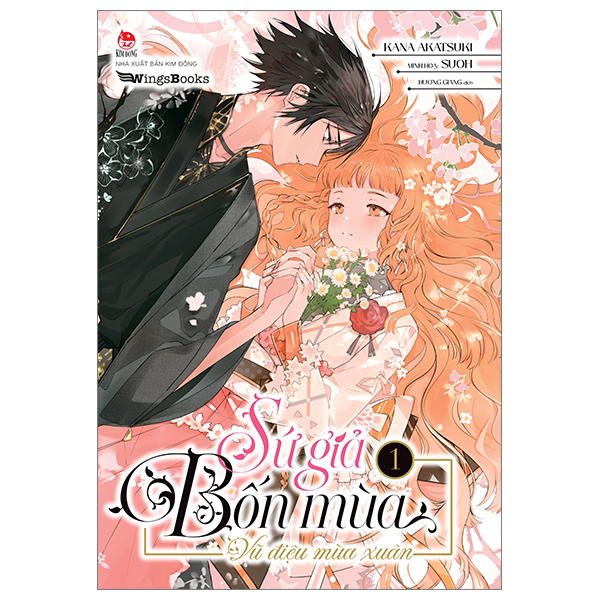 KIM ĐỒNG
NHÀ XUẤT BẢN KIM ĐỒNG
WingsBooks
KANA AKATSUKI
MINH HỌA: SUOH
HƯƠNG GIANG dịch
Sứ giả
1
Bốn mùa
Vũ điệu mùa xuân